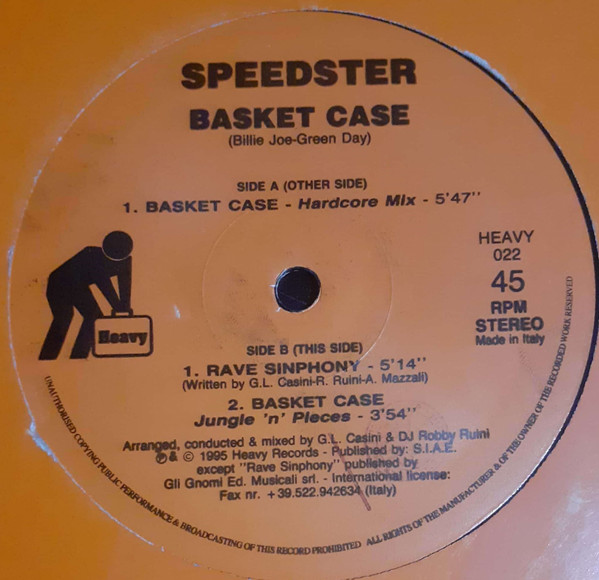 SPEEDSTER
BASKET CASE
(Billie Joe-Green Day)
SIDE A (OTHER SIDE)
1. BASKET CASE - Hardcore Mix - 5'47"
HEAVY
022
45
RPM
STEREO
Made in Italy
Heavy
SIDE B (THIS SIDE)
1. RAVE SINPHONY - 5'14"
(Written by G.L. Casini-R. Ruini-A. Mazzali)
2. BASKET CASE
Jungle 'n' Pieces - 3'54"
Arranged, conducted & mixed by G.L. Casini & DJ Robby Ruini
℗ & © 1995 Heavy Records - Published by: S.I.A.E.
except "Rave Sinphony" published by
Gli Gnomi Ed. Musicali srl. - International license:
Fax nr. +39.522.942634 (Italy)
UNAUTHORISED COPYING PUBLIC PERFORMANCE & BROADCASTING OF THIS RECORD PROHIBITED ALL RIGHTS OF THE MANUFACTURER & OF THE OWNER OF THE RECORDED WORK RESERVED